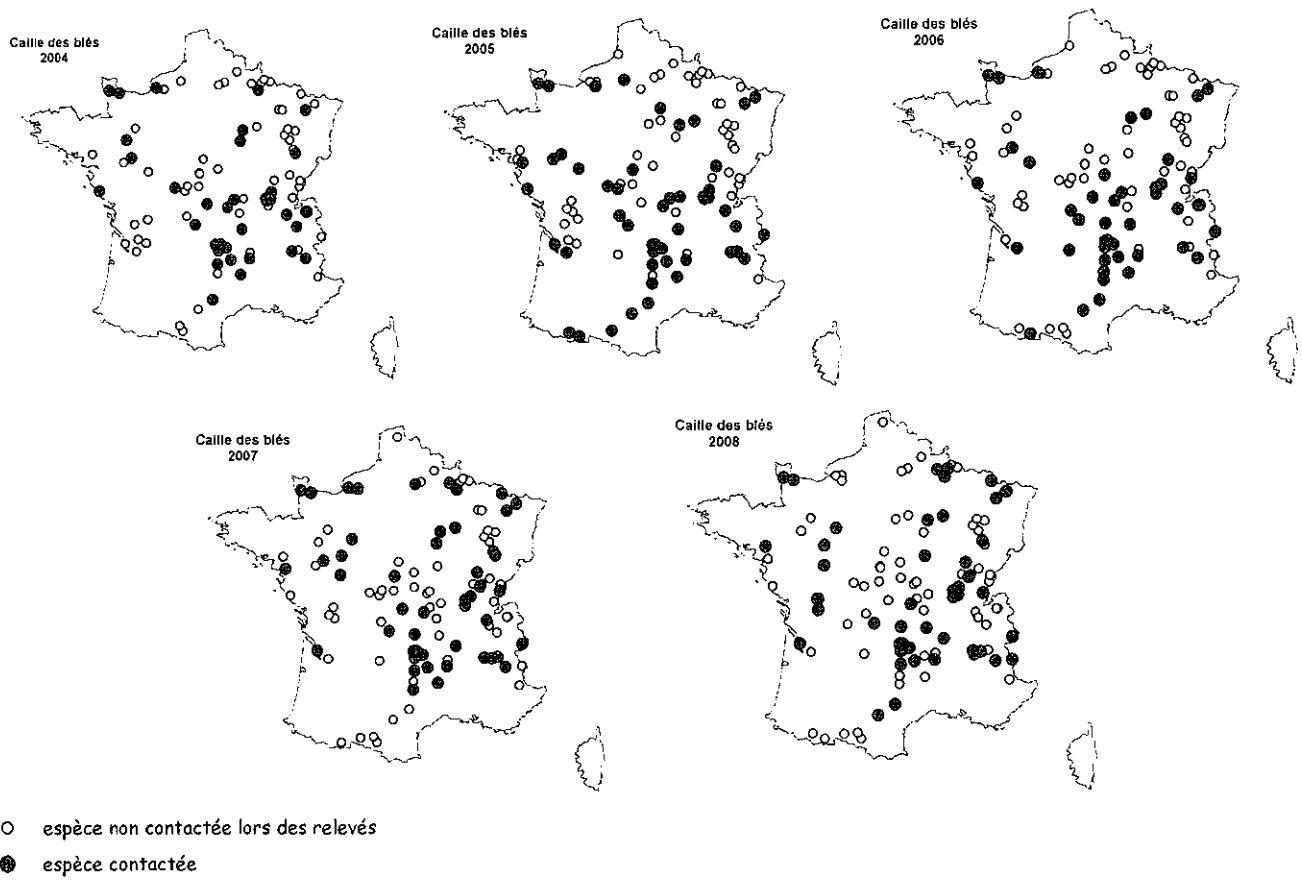 Caille des blés
2004
Caille des blés
2005
Caille des blés
2006
Caille des blés
2007
Caille des blés
2008
espèce non contactée lors des relevés
espèce contactée